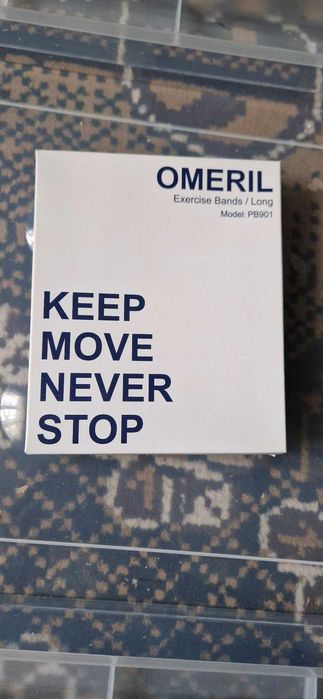 OMERIL
Exercise Bands / Long
Model: PB901
KEEP
MOVE
NEVER
STOP